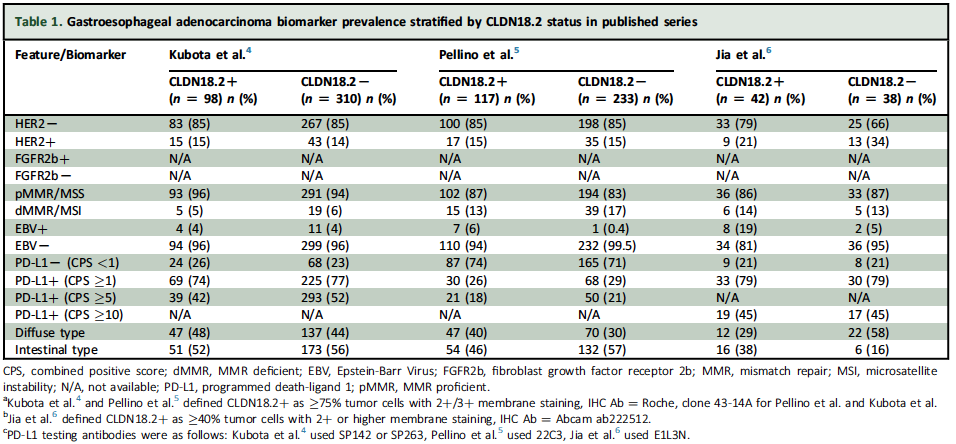 Table 1. Gastroesophageal adenocarcinoma biomarker prevalence stratified by CLDN18.2 status in published series
Feature/Biomarker Kubota et al.4 Pellino et al.5 Jia et al.6
CLDN18.2+ CLDN18.2− CLDN18.2+ CLDN18.2− CLDN18.2+ CLDN18.2−
(n = 98) n (%) (n = 310) n (%) (n = 117) n (%) (n = 233) n (%) (n = 42) n (%) (n = 38) n (%)
HER2− 83 (85) 267 (85) 100 (85) 198 (85) 33 (79) 25 (66)
HER2+ 15 (15) 43 (14) 17 (15) 35 (15) 9 (21) 13 (34)
FGFR2b+ N/A N/A N/A N/A N/A N/A
FGFR2b− N/A N/A N/A N/A N/A N/A
pMMR/MSS 93 (96) 291 (94) 102 (87) 194 (83) 36 (86) 33 (87)
dMMR/MSI 5 (5) 19 (6) 15 (13) 39 (17) 6 (14) 5 (13)
EBV+ 4 (4) 11 (4) 7 (6) 1 (0.4) 8 (19) 2 (5)
EBV− 94 (96) 299 (96) 110 (94) 232 (99.5) 34 (81) 36 (95)
PD-L1− (CPS <1) 24 (26) 68 (23) 87 (74) 165 (71) 9 (21) 8 (21)
PD-L1+ (CPS ≥1) 69 (74) 225 (77) 30 (26) 68 (29) 33 (79) 30 (79)
PD-L1+ (CPS ≥5) 39 (42) 293 (52) 21 (18) 50 (21) N/A N/A
PD-L1+ (CPS ≥10) N/A N/A N/A N/A 19 (45) 17 (45)
Diffuse type 47 (48) 137 (44) 47 (40) 70 (30) 12 (29) 22 (58)
Intestinal type 51 (52) 173 (56) 54 (46) 132 (57) 16 (38) 6 (16)
CPS, combined positive score; dMMR, MMR deficient; EBV, Epstein-Barr Virus; FGFR2b, fibroblast growth factor receptor 2b; MMR, mismatch repair; MSI, microsatellite
instability; N/A, not available; PD-L1, programmed death-ligand 1; pMMR, MMR proficient.
aKubota et al.4 and Pellino et al.5 defined CLDN18.2+ as ≥75% tumor cells with 2+/3+ membrane staining, IHC Ab = Roche, clone 43-14A for Pellino et al. and Kubota et al.
bJia et al.6 defined CLDN18.2+ as ≥40% tumor cells with 2+ or higher membrane staining, IHC Ab = Abcam ab222512.
cPD-L1 testing antibodies were as follows: Kubota et al.4 used SP142 or SP263, Pellino et al.5 used 22C3, Jia et al.6 used E1L3N.